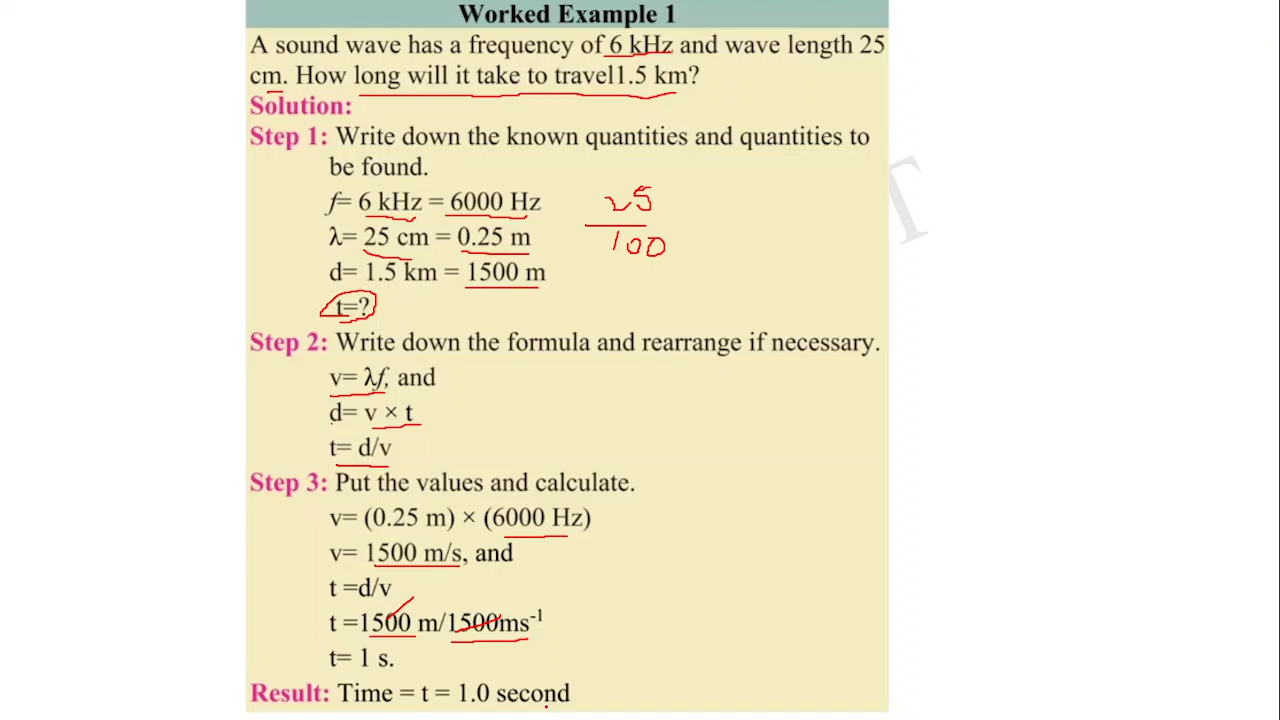 Worked Example 1
A sound wave has a frequency of 6 kHz and wave length 25
cm. How long will it take to travel1.5 km?
Solution:
Step 1: Write down the known quantities and quantities to
be found.
f= 6 kHz = 6000 Hz
25
λ= 25 cm = 0.25 m
100
d= 1.5 km = 1500 m
t=?
Step 2: Write down the formula and rearrange if necessary.
v= λf, and
d= v × t
t= d/v
Step 3: Put the values and calculate.
v= (0.25 m) × (6000 Hz)
v= 1500 m/s, and
t =d/v
t =1500 m/1500ms⁻¹
t= 1 s.
Result: Time = t = 1.0 second